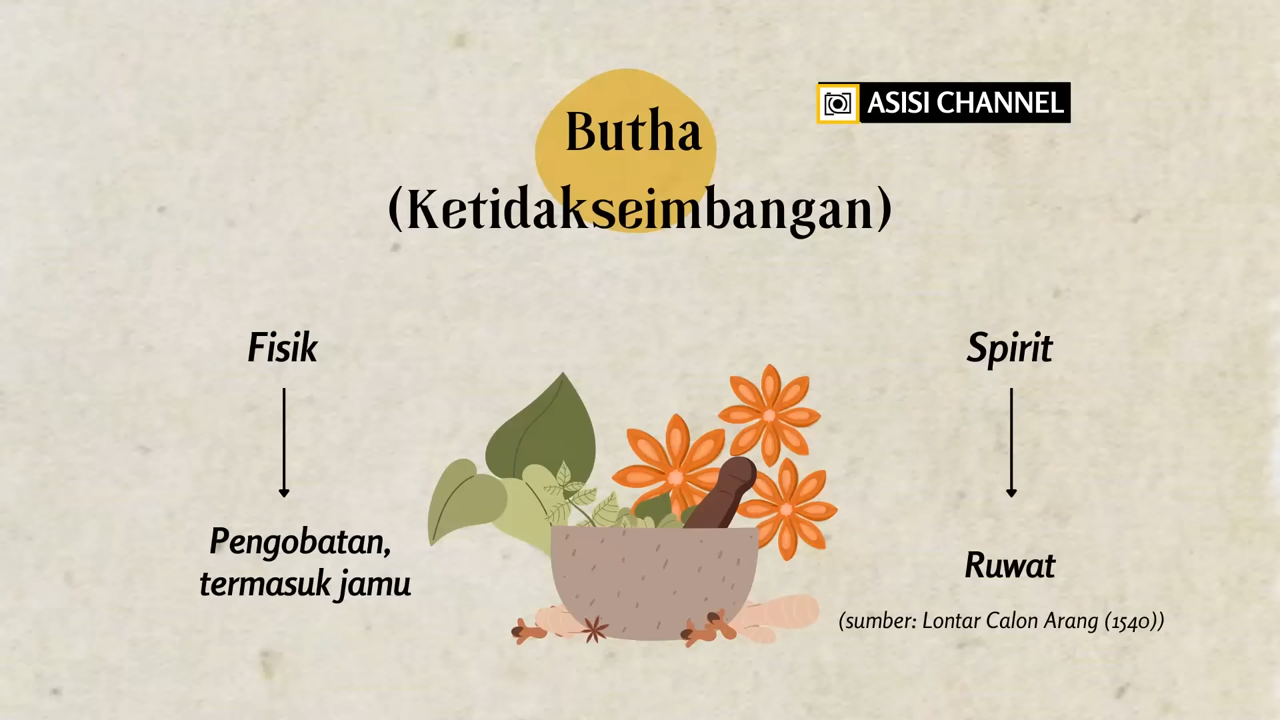 Butha
ASISI CHANNEL
(Ketidakseimbangan)
Fisik
Spirit
Pengobatan,
termasuk jamu
Ruwat
(sumber: Lontar Calon Arang (1540))